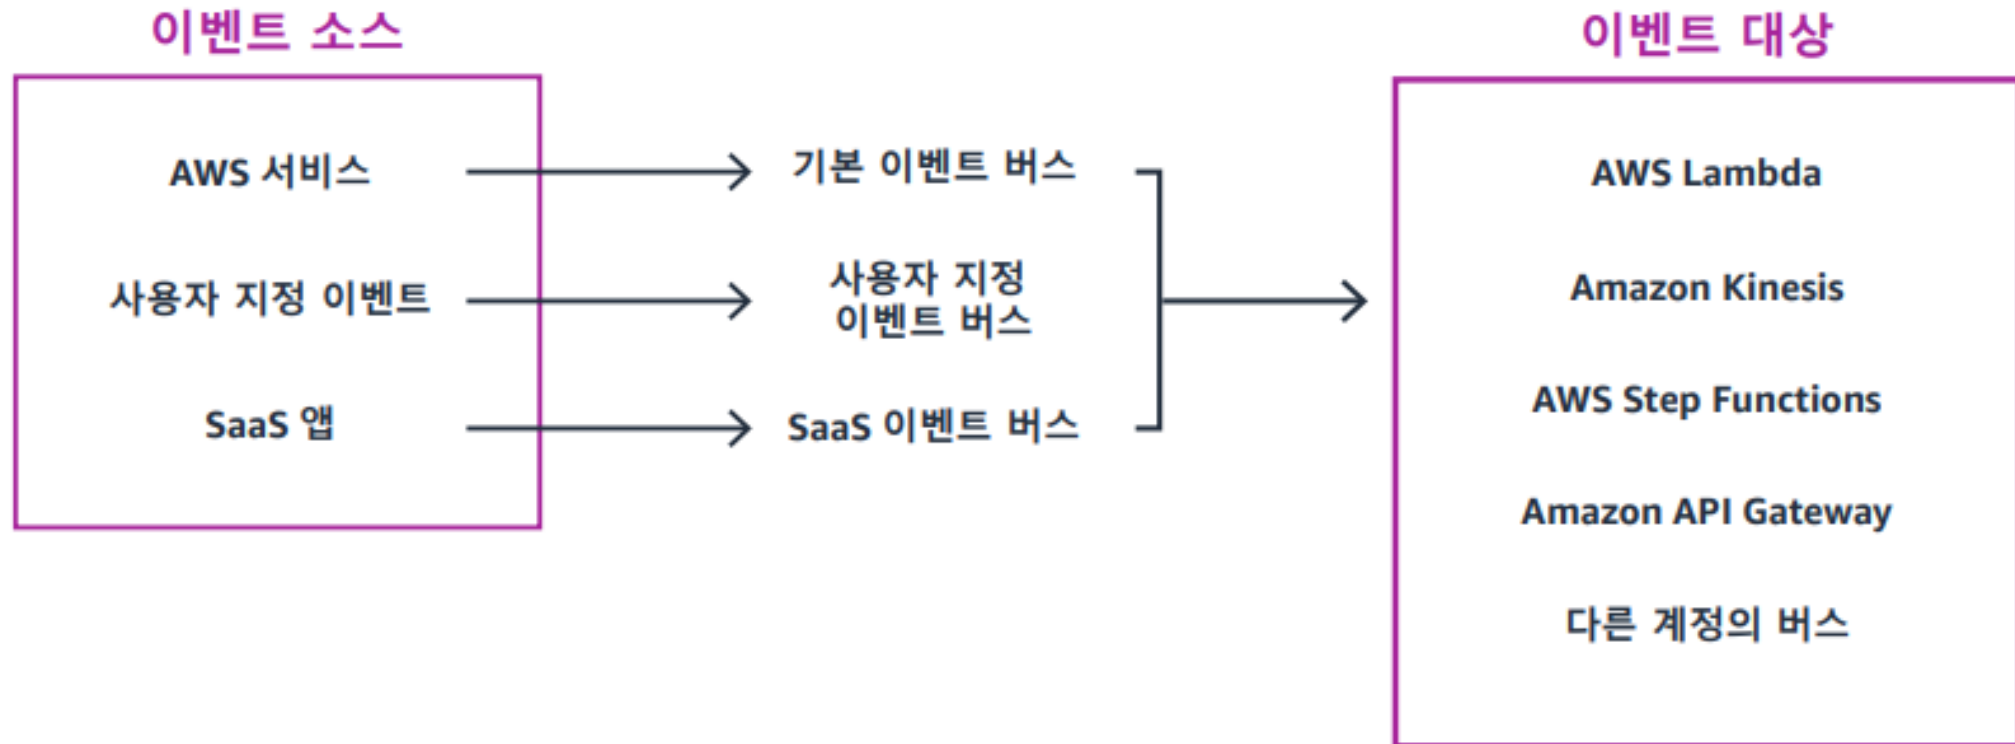 이벤트 소스
AWS 서비스
사용자 지정 이벤트
SaaS 앱
기본 이벤트 버스
사용자 지정
이벤트 버스
SaaS 이벤트 버스
이벤트 대상
AWS Lambda
Amazon Kinesis
AWS Step Functions
Amazon API Gateway
다른 계정의 버스